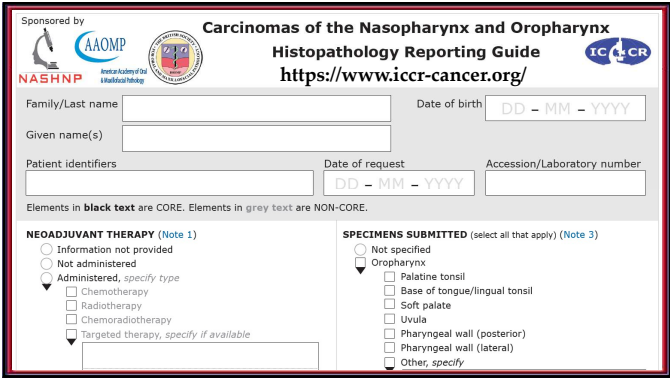 Sponsored by
Carcinomas of the Nasopharynx and Oropharynx
Histopathology Reporting Guide
https://www.iccr-cancer.org/
AAOMP
American Academy of Oral
& Maxillofacial Pathology
NASHNP
IC CR
Family/Last name
Date of birth
DD – MM – YYYY
Given name(s)
Patient identifiers
Date of request
Accession/Laboratory number
DD – MM – YYYY
Elements in black text are CORE. Elements in grey text are NON-CORE.
NEOADJUVANT THERAPY (Note 1)
Information not provided
Not administered
Administered, specify type
Chemotherapy
Radiotherapy
Chemoradiotherapy
Targeted therapy, specify if available
SPECIMENS SUBMITTED (select all that apply) (Note 3)
Not specified
Oropharynx
Palatine tonsil
Base of tongue/lingual tonsil
Soft palate
Uvula
Pharyngeal wall (posterior)
Pharyngeal wall (lateral)
Other, specify